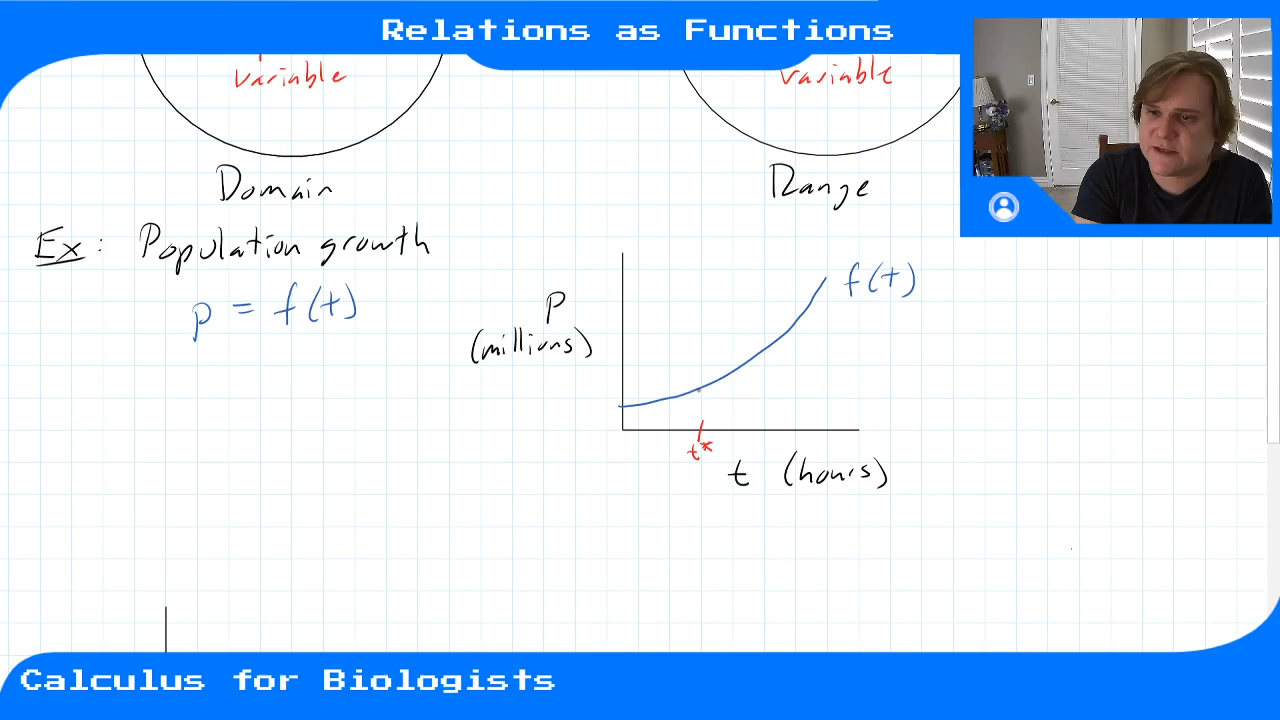 Relations as Functions
variable
variable
Domain
Range
Ex: Population growth
p = f(t)
P
(millions)
f(t)
t*
t (hours)
Calculus for Biologists